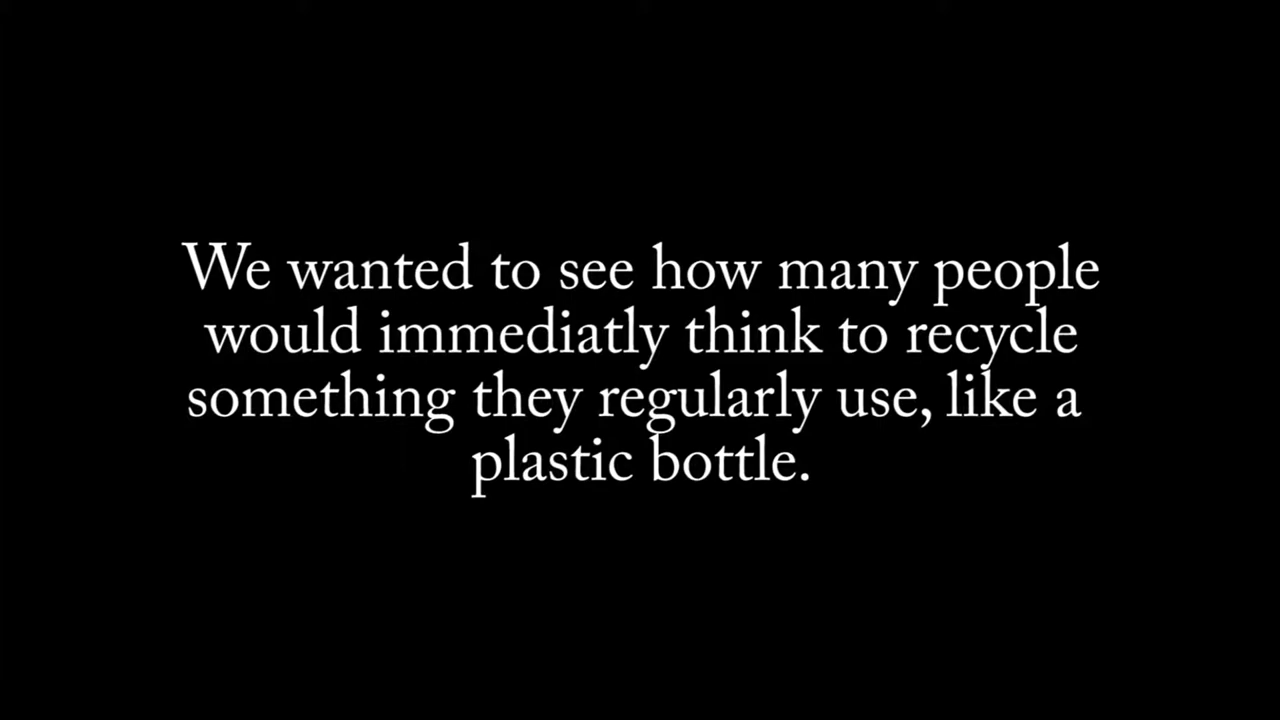 We wanted to see how many people
would immediatly think to recycle
something they regularly use, like a
plastic bottle.